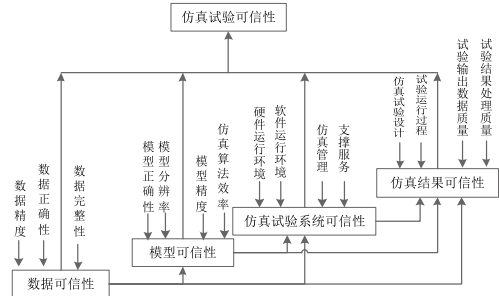 仿真试验可信性
试验结果处理质量
试验输出数据质量
试验运行过程
仿真试验设计
支撑服务
仿真管理
软件运行环境
硬件运行环境
仿真算法效率
模型精度
模型分辨率
模型正确性
数据完整性
数据正确性
数据精度
仿真结果可信性
仿真试验系统可信性
模型可信性
数据可信性